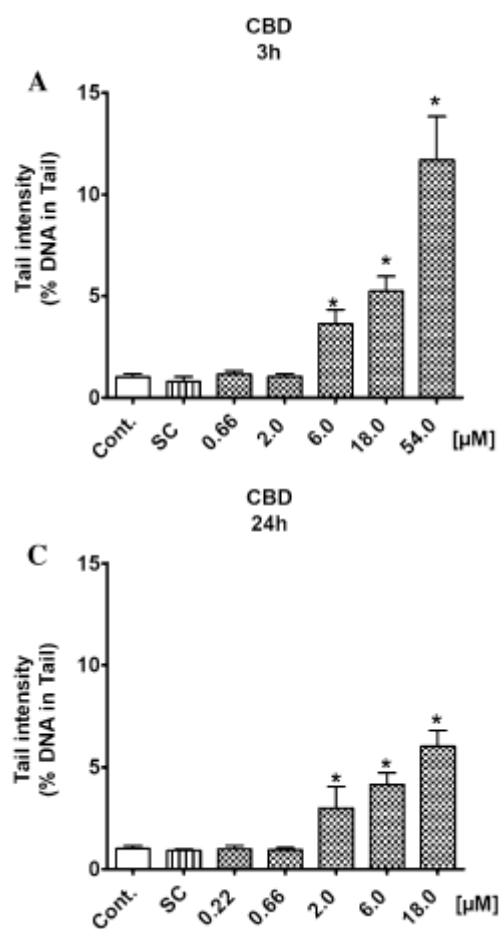 CBD
3h
A
Tail intensity
(% DNA in Tail)
15
10
5
0
*
*
*
Cont. SC 0.66 2.0 6.0 18.0 54.0 [µM]
CBD
24h
C
Tail intensity
(% DNA in Tail)
15
10
5
0
*
*
*
Cont. SC 0.22 0.66 2.0 6.0 18.0 [µM]